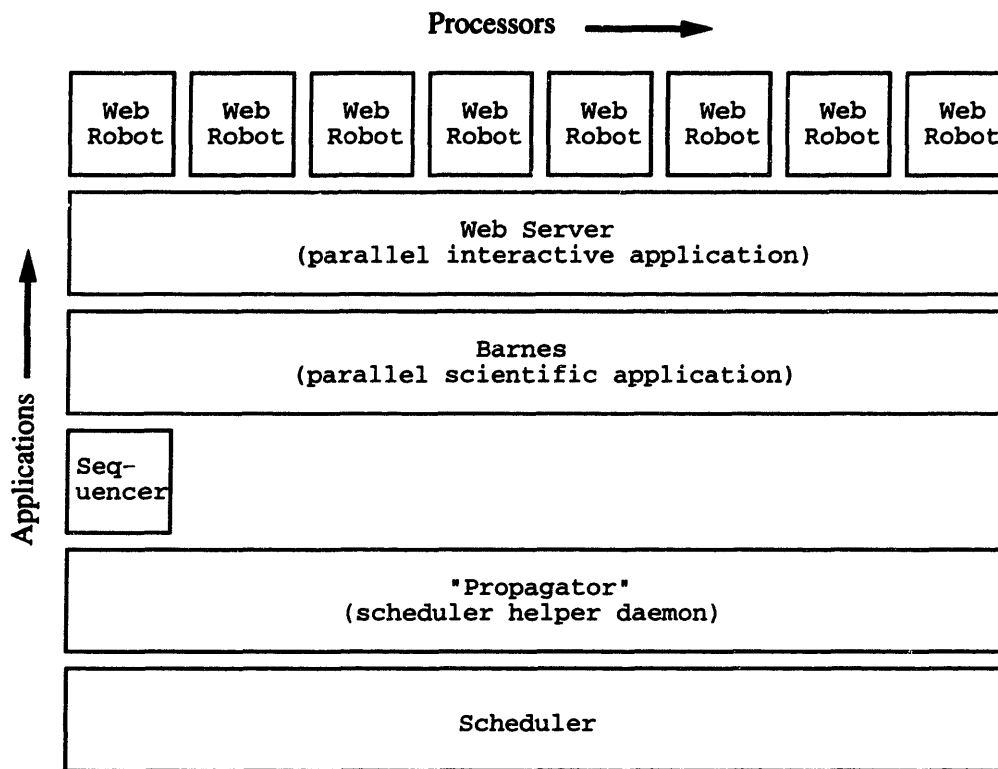 Processors
Web Web Web Web Web Web Web Web
Robot Robot Robot Robot Robot Robot Robot Robot
Web Server
(parallel interactive application)
Barnes
(parallel scientific application)
Applications
Seq-
uencer
"Propagator"
(scheduler helper daemon)
Scheduler